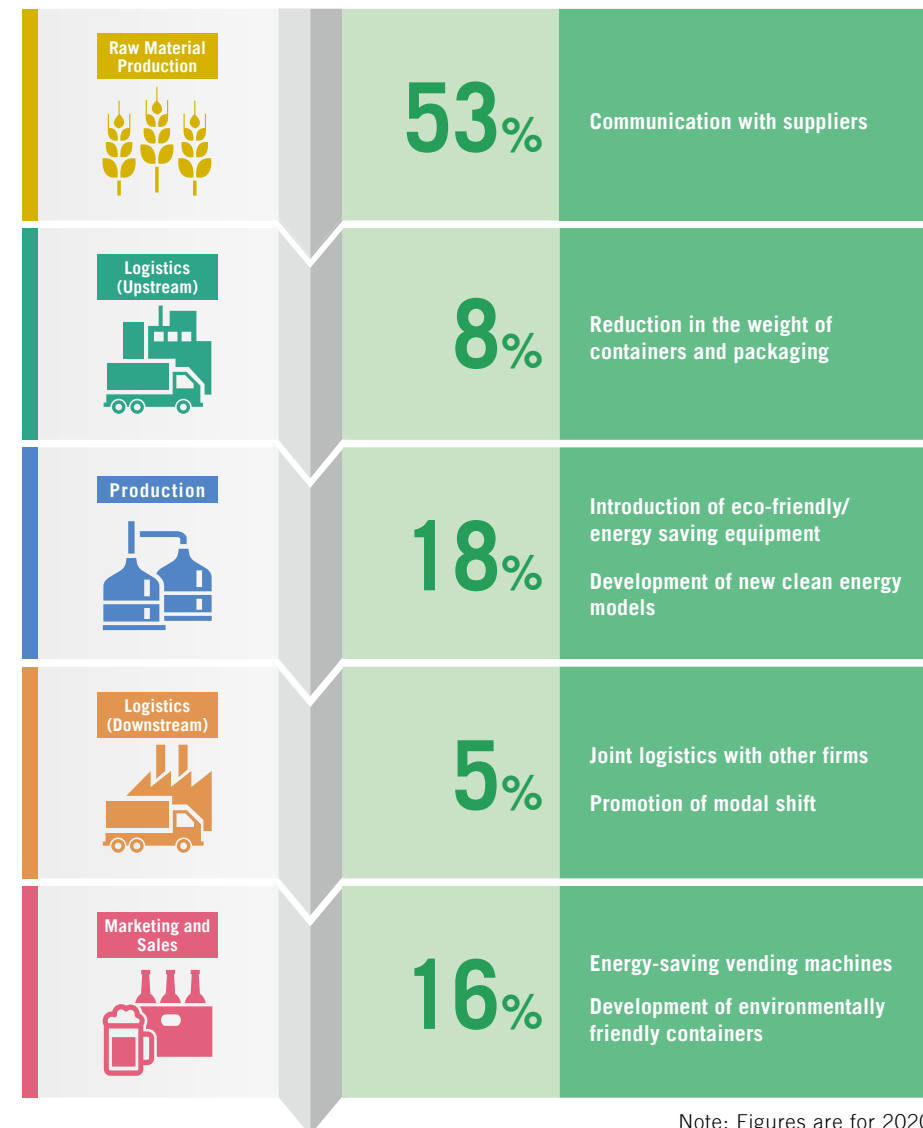 Raw Material
Production
53%
Communication with suppliers
Logistics
(Upstream)
8%
Reduction in the weight of
containers and packaging
Production
18%
Introduction of eco-friendly/
energy saving equipment
Development of new clean energy
models
Logistics
(Downstream)
5%
Joint logistics with other firms
Promotion of modal shift
Marketing and
Sales
16%
Energy-saving vending machines
Development of environmentally
friendly containers
Note: Figures are for 2020